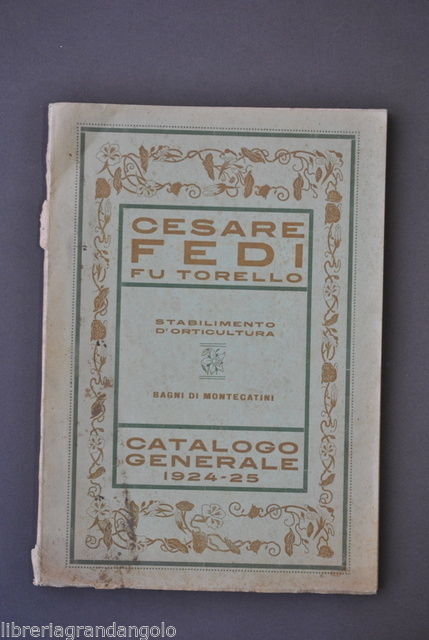 CESARE
FEDI
FU TORELLO
STABILIMENTO
D'ORTICULTURA
BAGNI DI MONTECATINI
CATALOGO
GENERALE
1924-25
libreriagrandangolo